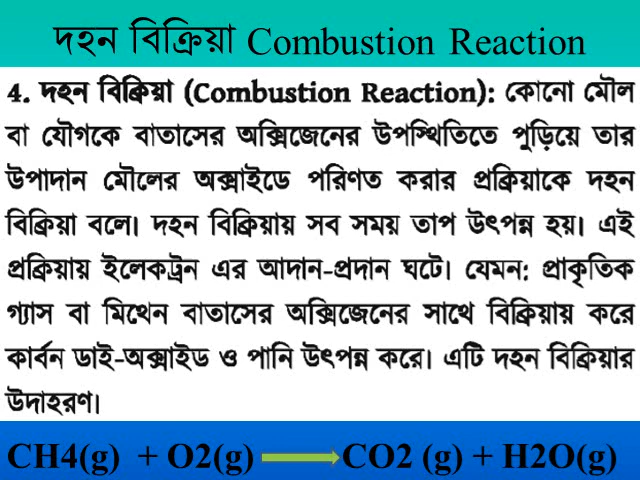 দহন বিক্রিয়া Combustion Reaction
4. দহন বিক্রিয়া (Combustion Reaction): কোনো মৌল
বা যৌগকে বাতাসের অক্সিজেনের উপস্থিতিতে পুড়িয়ে তার
উপাদান মৌলের অক্সাইডে পরিণত করার প্রক্রিয়াকে দহন
বিক্রিয়া বলে। দহন বিক্রিয়ায় সব সময় তাপ উৎপন্ন হয়। এই
প্রক্রিয়ায় ইলেকট্রন এর আদান-প্রদান ঘটে। যেমন: প্রাকৃতিক
গ্যাস বা মিথেন বাতাসের অক্সিজেনের সাথে বিক্রিয়ায় করে
কার্বন ডাই-অক্সাইড ও পানি উৎপন্ন করে। এটি দহন বিক্রিয়ার
উদাহরণ।
CH4(g) + O2(g) ⟶ CO2 (g) + H2O(g)